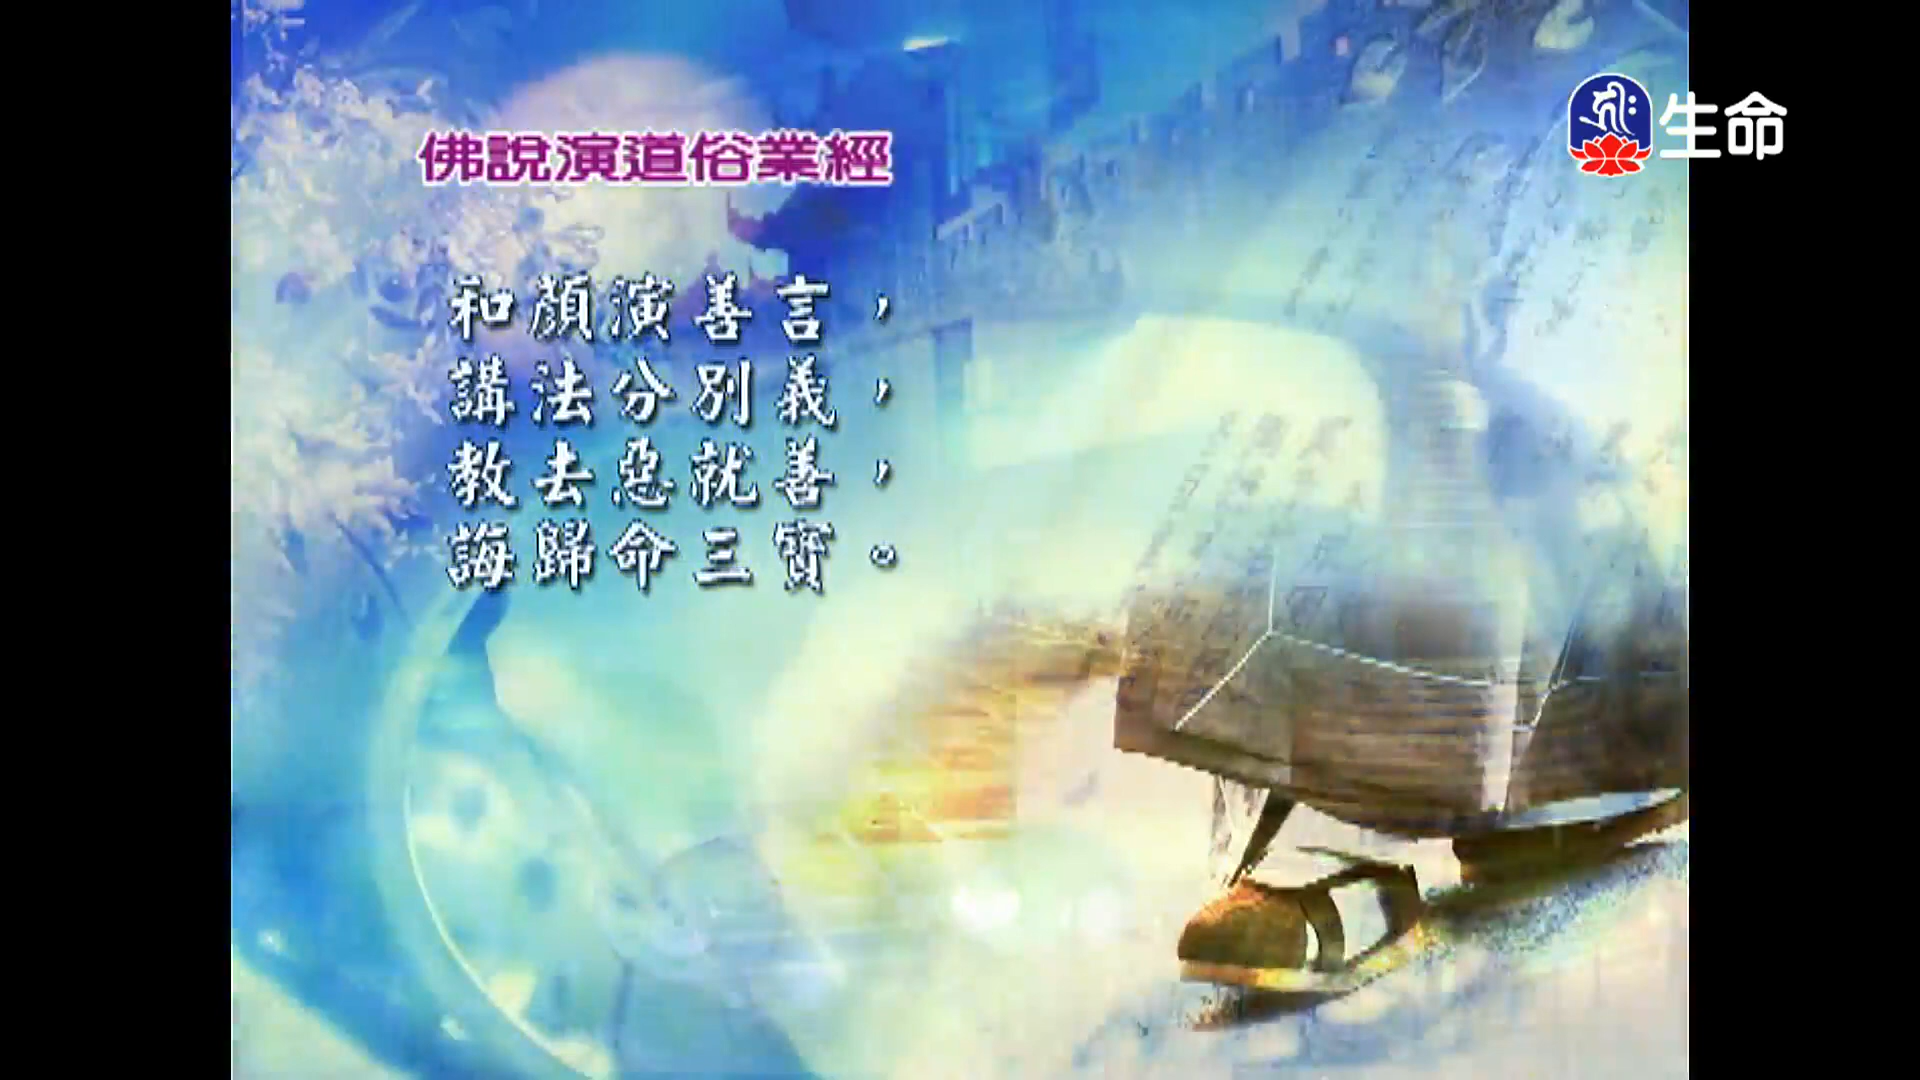 佛說演道俗業經
生命
和顏演善言，
講法分別義，
教去惡就善，
誨歸命三寶。